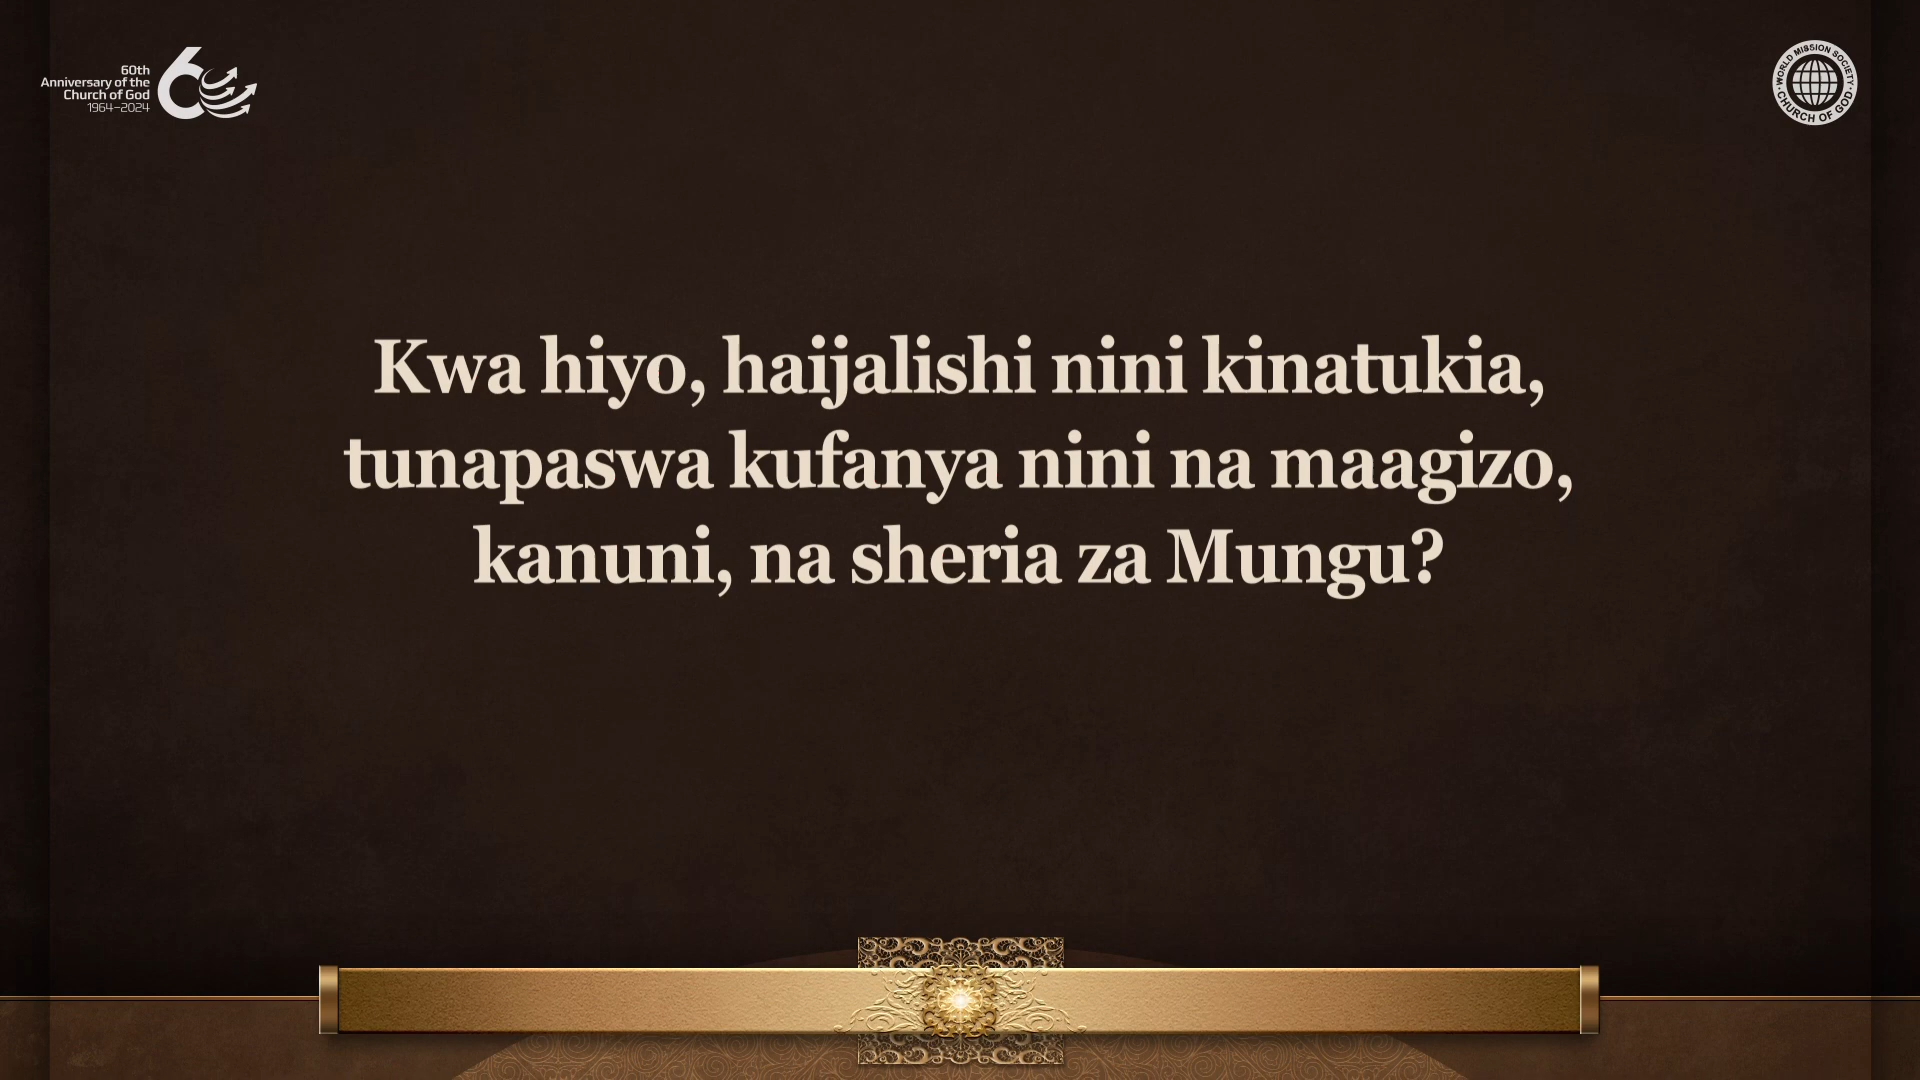 60th
Anniversary of the
Church of God
1964–2024
60
WORLD MISSION SOCIETY
CHURCH OF GOD
Kwa hiyo, haijalishi nini kinatukia,
tunapaswa kufanya nini na maagizo,
kanuni, na sheria za Mungu?